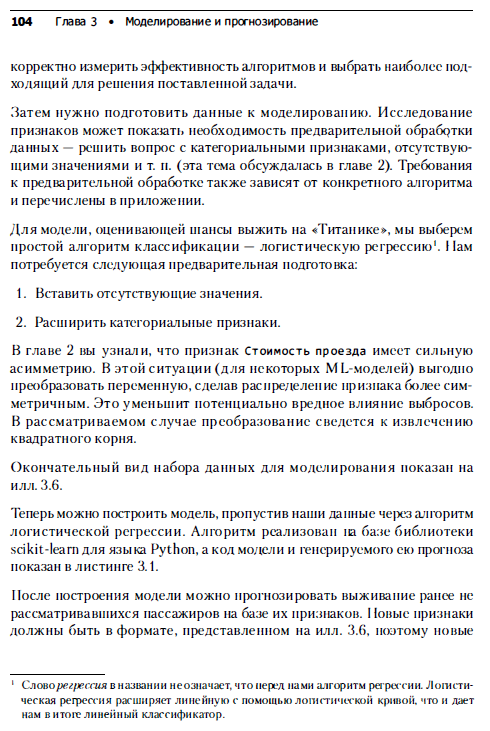 104 Глава 3 • Моделирование и прогнозирование
корректно измерить эффективность алгоритмов и выбрать наиболее под-
ходящий для решения поставленной задачи.
Затем нужно подготовить данные к моделированию. Исследование
признаков может показать необходимость предварительной обработки
данных — решить вопрос с категориальными признаками, отсутствую-
щими значениями и т. п. (эта тема обсуждалась в главе 2). Требования
к предварительной обработке также зависят от конкретного алгоритма
и перечислены в приложении.
Для модели, оценивающей шансы выжить на «Титанике», мы выберем
простой алгоритм классификации — логистическую регрессию¹. Нам
потребуется следующая предварительная подготовка:
1. Вставить отсутствующие значения.
2. Расширить категориальные признаки.
В главе 2 вы узнали, что признак Стоимость проезда имеет сильную
асимметрию. В этой ситуации (для некоторых ML-моделей) выгодно
преобразовать переменную, сделав распределение признака более сим-
метричным. Это уменьшит потенциально вредное влияние выбросов.
В рассматриваемом случае преобразование сведется к извлечению
квадратного корня.
Окончательный вид набора данных для моделирования показан на
илл. 3.6.
Теперь можно построить модель, пропустив наши данные через алгоритм
логистической регрессии. Алгоритм реализован на базе библиотеки
scikit-learn для языка Python, а код модели и генерируемого ею прогноза
показан в листинге 3.1.
После построения модели можно прогнозировать выживание ранее не
рассматривавшихся пассажиров на базе их признаков. Новые признаки
должны быть в формате, представленном на илл. 3.6, поэтому новые
¹ Слово регрессия в названии не означает, что перед нами алгоритм регрессии. Логисти-
ческая регрессия расширяет линейную с помощью логистической кривой, что и дает
нам в итоге линейный классификатор.